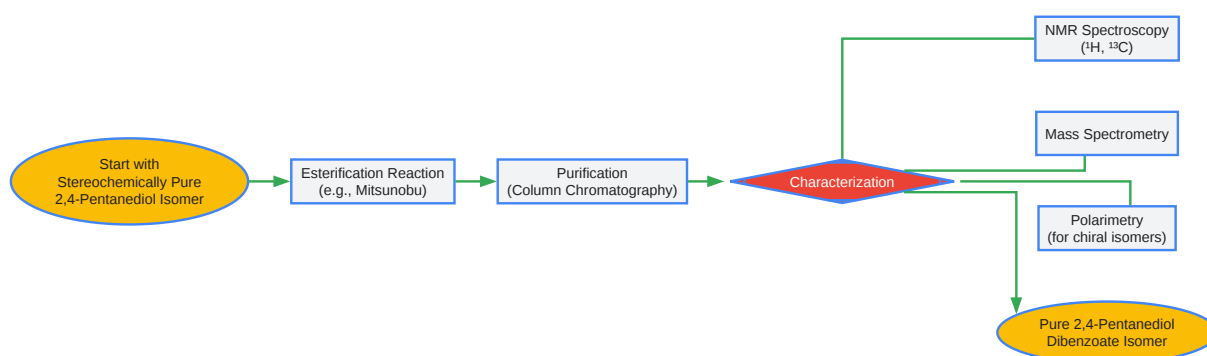 Start with
Stereochemically Pure
2,4-Pentanediol Isomer
Esterification Reaction
(e.g., Mitsunobu)
Purification
(Column Chromatography)
Characterization
NMR Spectroscopy
(¹H, ¹³C)
Mass Spectrometry
Polarimetry
(for chiral isomers)
Pure 2,4-Pentanediol
Dibenzoate Isomer